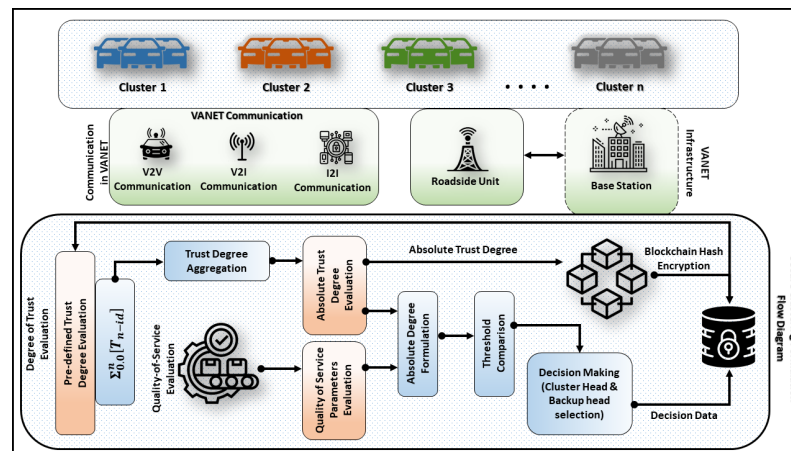 Cluster 1
Cluster 2
Cluster 3
Cluster n
Communication
in VANET
VANET Communication
V2V
Communication
V2I
Communication
I2I
Communication
Roadside Unit
Base Station
VANET
Infrastructure
Degree of Trust
Evaluation
Pre-defined Trust
Degree Evaluation
Σⁿ₀.₀[Tₙ₋ᵢd]
Trust Degree
Aggregation
Absolute Trust
Degree
Evaluation
Absolute Trust Degree
Blockchain Hash
Encryption
Quality-of-Service
Evaluation
Quality of Service
Parameters
Evaluation
Absolute Degree
Formulation
Threshold
Comparison
Decision Making
(Cluster Head &
Backup head
selection)
Decision Data
Flow Diagram